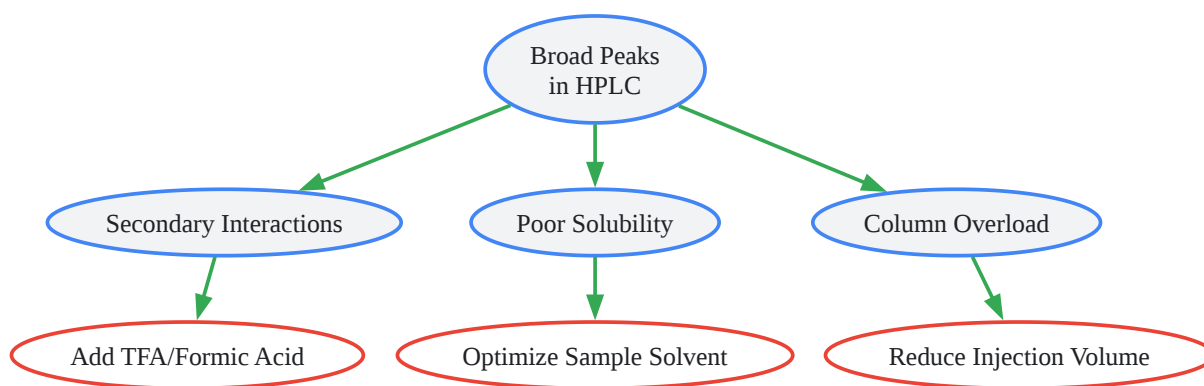 Broad Peaks
in HPLC
Secondary Interactions
Poor Solubility
Column Overload
Add TFA/Formic Acid
Optimize Sample Solvent
Reduce Injection Volume